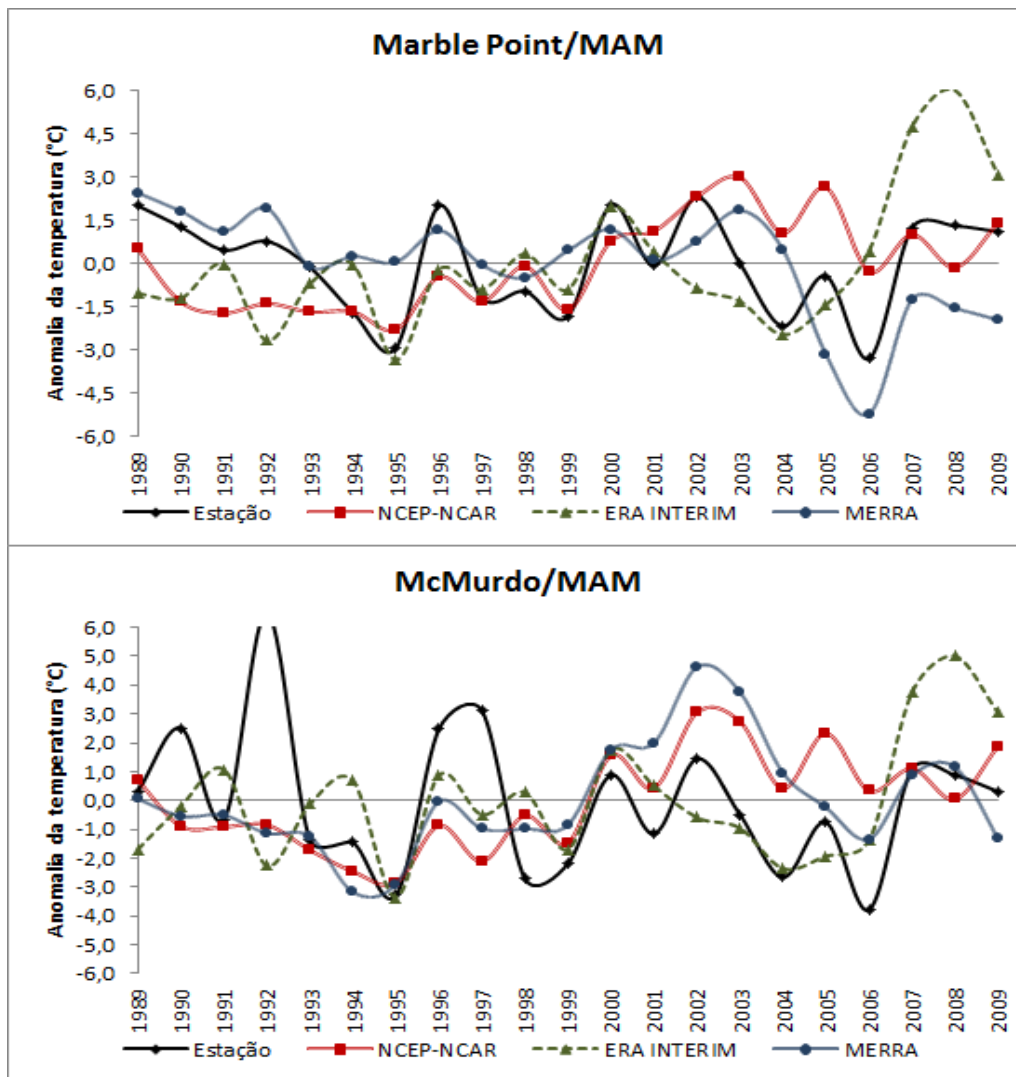 Marble Point/MAM
Anomalia da temperatura (°C)
6,0
4,5
3,0
1,5
0,0
-1,5
-3,0
-4,5
-6,0
1989 1990 1991 1992 1993 1994 1995 1996 1997 1998 1999 2000 2001 2002 2003 2004 2005 2006 2007 2008 2009
Estação NCEP-NCAR ERA INTERIM MERRA
McMurdo/MAM
Anomalia da temperatura (°C)
6,0
5,0
4,0
3,0
2,0
1,0
0,0
-1,0
-2,0
-3,0
-4,0
-5,0
-6,0
1989 1990 1991 1992 1993 1994 1995 1996 1997 1998 1999 2000 2001 2002 2003 2004 2005 2006 2007 2008 2009
Estação NCEP-NCAR ERA INTERIM MERRA